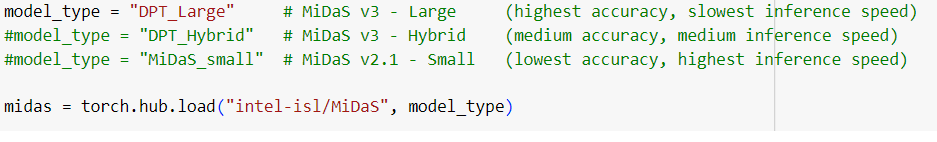 model_type = "DPT_Large"     # MiDaS v3 - Large     (highest accuracy, slowest inference speed)
#model_type = "DPT_Hybrid"   # MiDaS v3 - Hybrid    (medium accuracy, medium inference speed)
#model_type = "MiDaS_small"  # MiDaS v2.1 - Small   (lowest accuracy, highest inference speed)
midas = torch.hub.load("intel-isl/MiDaS", model_type)